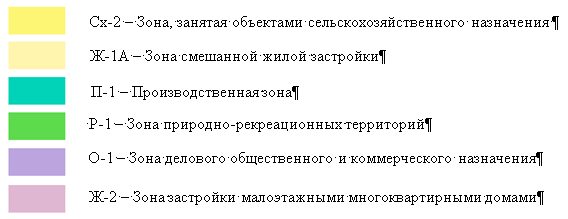 Сх-2 – Зона, занятая объектами сельскохозяйственного назначения¶
Ж-1А – Зона смешанной жилой застройки¶
П-1 – Производственная зона¶
Р-1 – Зона природно-рекреационных территорий¶
О-1 – Зона делового общественного и коммерческого назначения¶
Ж-2 – Зона застройки малоэтажными многоквартирными домами¶